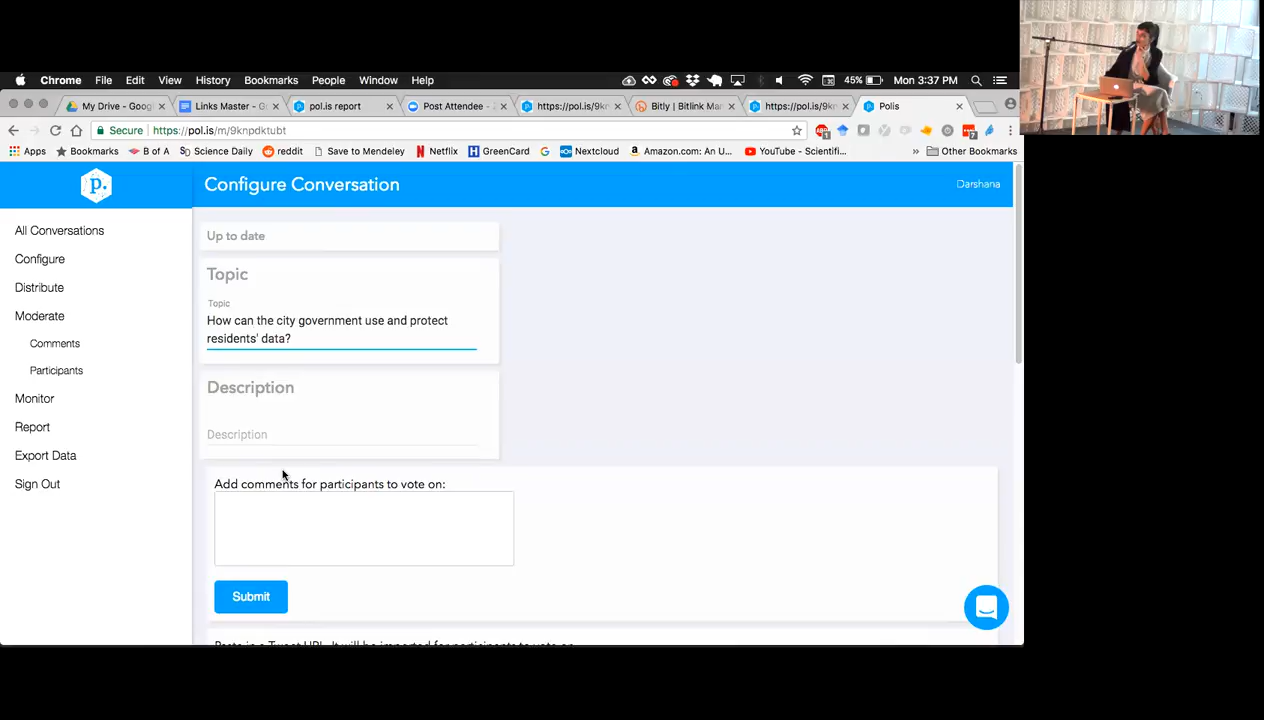 Chrome File Edit View History Bookmarks People Window Help 45% Mon 3:37 PM
My Drive - Goog Links Master - G pol.is report Post Attendee - Z https://pol.is/9kn Bitly | Bitlink Ma https://pol.is/9kn Polis
Secure https://pol.is/m/9knpdktubt
Apps Bookmarks B of A Science Daily reddit Save to Mendeley Netflix GreenCard Nextcloud Amazon.com: On... YouTube - Scientifi... » Other Bookmarks
p. Configure Conversation Darshana
All Conversations
Configure
Distribute
Moderate
Comments
Participants
Monitor
Report
Export Data
Sign Out
Up to date
Topic
Topic
How can the city government use and protect
residents' data?
Description
Description
Add comments for participants to vote on:
Submit